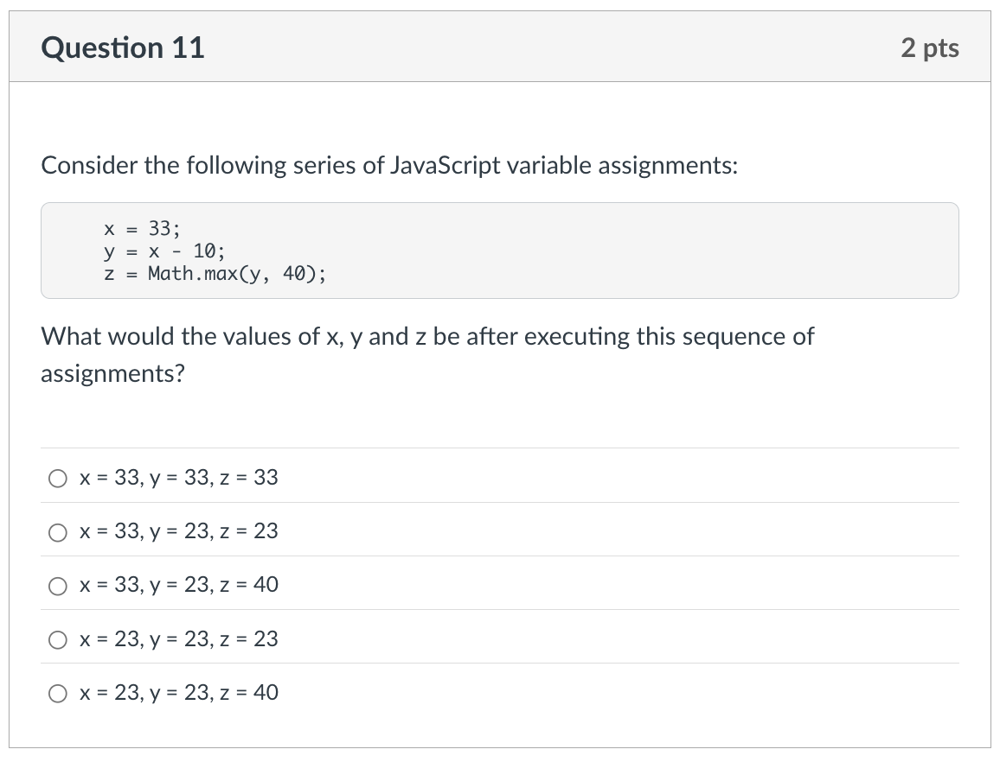 Question 11
2 pts
Consider the following series of JavaScript variable assignments:
x = 33;
y = x - 10;
z = Math.max(y, 40);
What would the values of x, y and z be after executing this sequence of
assignments?
x = 33, y = 33, z = 33
x = 33, y = 23, z = 23
x = 33, y = 23, z = 40
x = 23, y = 23, z = 23
x = 23, y = 23, z = 40